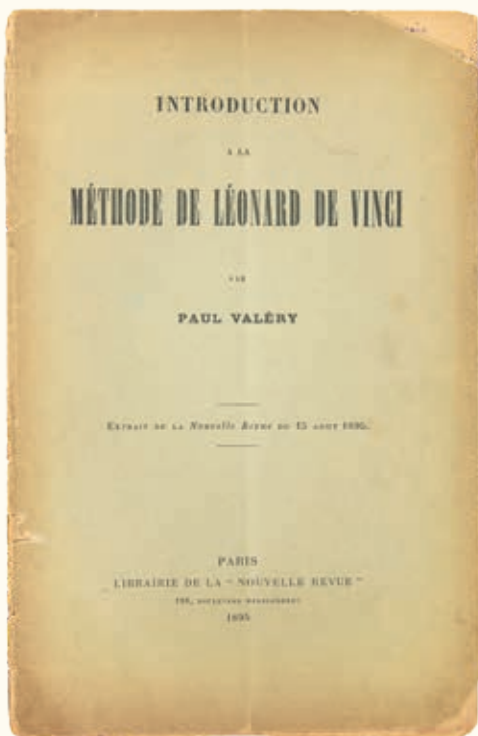 INTRODUCTION
A LA
MÉTHODE DE LÉONARD DE VINCI
PAR
PAUL VALÉRY
EXTRAIT DE LA Nouvelle Revue DU 15 AOUT 1895.
PARIS
LIBRAIRIE DE LA "NOUVELLE REVUE"
BOULEVARD
1895